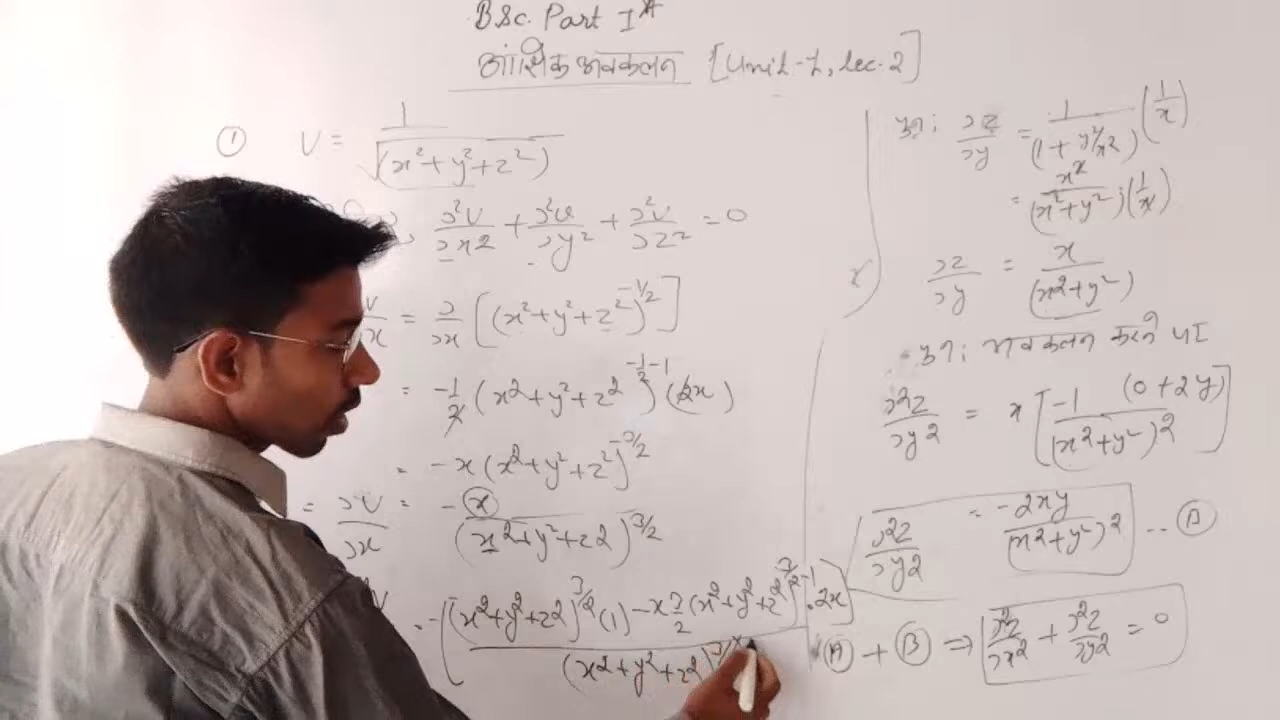 BSc. Part Ist
आंशिक अवकलन [Unit-1, Lec. 2]
① V = 1/√(x²+y²+z²)
∂²V/∂x² + ∂²V/∂y² + ∂²V/∂z² = 0
= ∂/∂x [(x²+y²+z²)^-1/2]
= -1/2 (x²+y²+z²)^-1/2-1 (2x)
= -x(x²+y²+z²)^-3/2
= ∂V/∂x = -x/(x²+y²+z²)^3/2
= -[(x²+y²+z²)^3/2 (1) - x 3/2 (x²+y²+z²)^3/2-1 . 2x]/(x²+y²+z²)
पुनः ∂z/∂y = 1/(1+y²/x²) (1/x)
= x²/(x²+y²) (1/x)
∂z/∂y = x/(x²+y²)
पुनः अवकलन करने पर
∂²z/∂y² = x [-1/(x²+y²)² (0+2y)]
∂²z/∂y² = -2xy/(x²+y²)² -- Ⓑ
Ⓐ + Ⓑ ⇒ ∂²z/∂x² + ∂²z/∂y² = 0